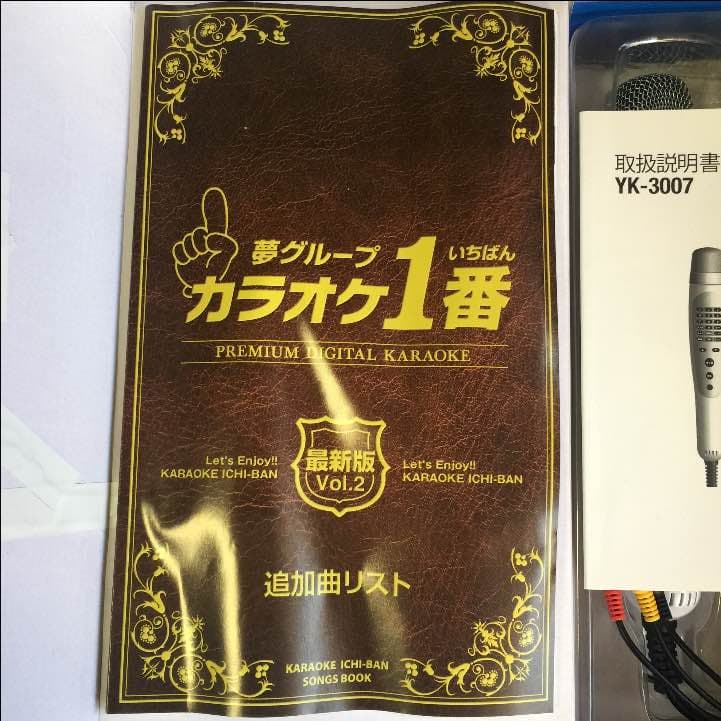 夢グループ
いちばん
カラオケ1番
PREMIUM DIGITAL KARAOKE
Let's Enjoy!!
KARAOKE ICHI-BAN
最新版
Vol.2
Let's Enjoy!!
KARAOKE ICHI-BAN
追加曲リスト
KARAOKE ICHI-BAN
SONGS BOOK
取扱説明書
YK-3007